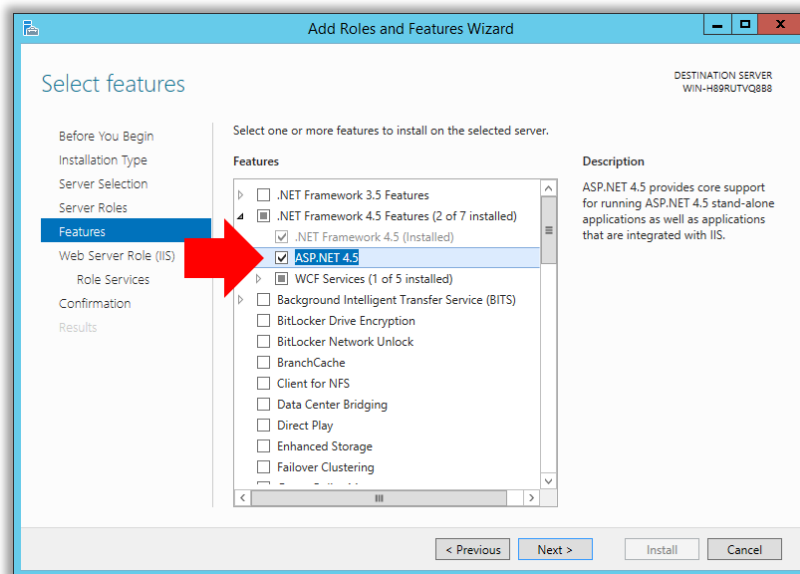 Add Roles and Features Wizard
Select features
DESTINATION SERVER
WIN-H89RUTVQ8B8
Before You Begin
Installation Type
Server Selection
Server Roles
Features
Web Server Role (IIS)
Role Services
Confirmation
Results
Select one or more features to install on the selected server.
Features
.NET Framework 3.5 Features
.NET Framework 4.5 Features (2 of 7 installed)
.NET Framework 4.5 (Installed)
ASP.NET 4.5
WCF Services (1 of 5 installed)
Background Intelligent Transfer Service (BITS)
BitLocker Drive Encryption
BitLocker Network Unlock
BranchCache
Client for NFS
Data Center Bridging
Direct Play
Enhanced Storage
Failover Clustering
Description
ASP.NET 4.5 provides core support
for running ASP.NET 4.5 stand-alone
applications as well as applications
that are integrated with IIS.
< Previous
Next >
Install
Cancel